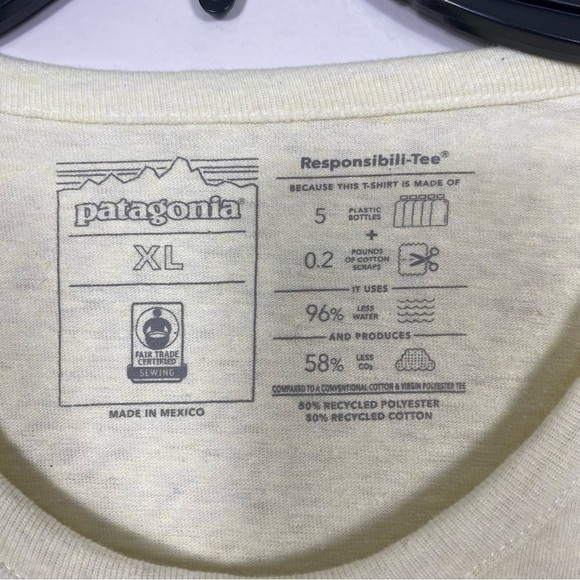 patagonia®
XL
FAIR TRADE
CERTIFIED
SEWING
MADE IN MEXICO
Responsibili-Tee®
BECAUSE THIS T-SHIRT IS MADE OF
5 PLASTIC BOTTLES
+
0.2 POUNDS OF COTTON SCRAPS
IT USES
96% LESS WATER
AND PRODUCES
58% LESS CO₂
COMPARED TO A CONVENTIONAL COTTON & VIRGIN POLYESTER TEE
50% RECYCLED POLYESTER
50% RECYCLED COTTON